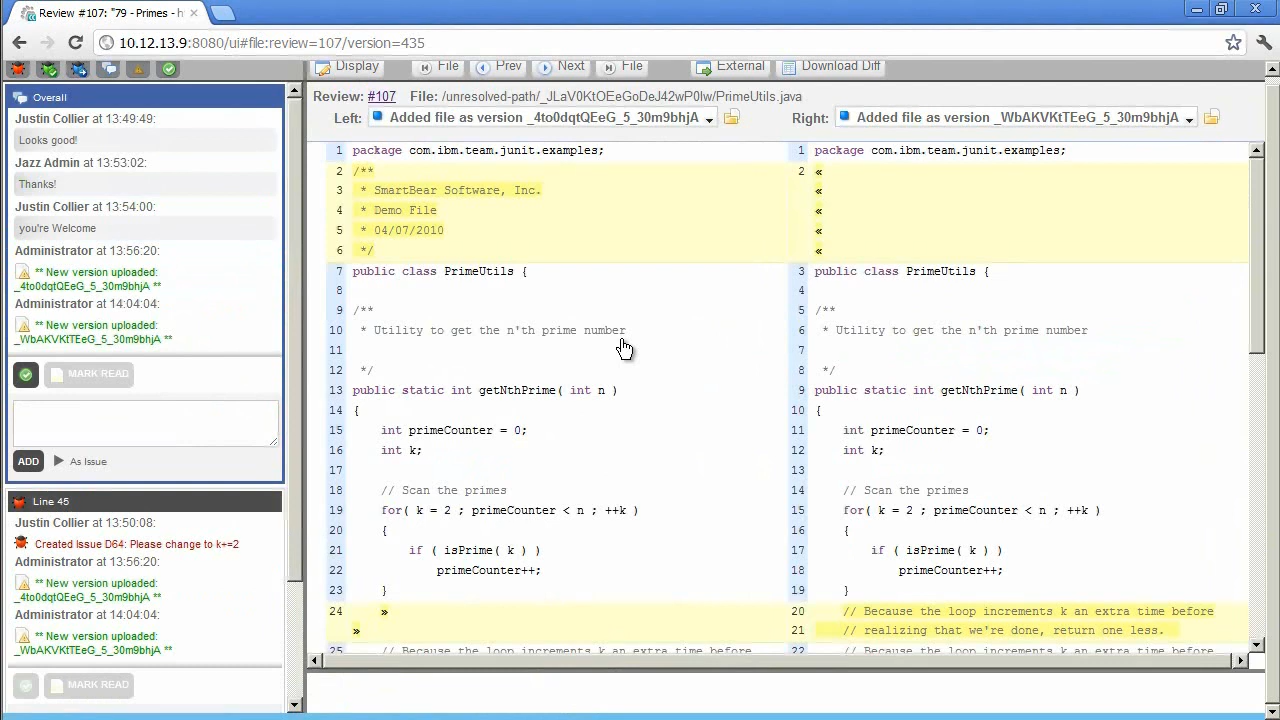 Review #107: "79 - Primes - h
10.12.13.9:8080/ui#file:review=107/version=435
Display File Prev Next File External Download Diff
Review: #107 File: /unresolved-path/_JLaV0KtOEeGoDeJ42wP0Iw/PrimeUtils.java
Left: Added file as version _4to0dqtQEeG_5_30m9bhjA Right: Added file as version _WbAKVKtTEeG_5_30m9bhjA
Overall
Justin Collier at 13:49:49:
Looks good!
Jazz Admin at 13:53:02:
Thanks!
Justin Collier at 13:54:00:
you're Welcome
Administrator at 13:56:20:
** New version uploaded:
_4to0dqtQEeG_5_30m9bhjA **
Administrator at 14:04:04:
** New version uploaded:
_WbAKVKtTEeG_5_30m9bhjA **
MARK READ
ADD As Issue
Line 45
Justin Collier at 13:50:08:
Created Issue D64: Please change to k+=2
Administrator at 13:56:20:
** New version uploaded:
_4to0dqtQEeG_5_30m9bhjA **
Administrator at 14:04:04:
** New version uploaded:
_WbAKVKtTEeG_5_30m9bhjA **
MARK READ
1 package com.ibm.team.junit.examples;
2 /**
3 * SmartBear Software, Inc.
4 * Demo File
5 * 04/07/2010
6 */
7 public class PrimeUtils {
8
9 /**
10 * Utility to get the n'th prime number
11
12 */
13 public static int getNthPrime( int n )
14 {
15 int primeCounter = 0;
16 int k;
17
18 // Scan the primes
19 for( k = 2 ; primeCounter < n ; ++k )
20 {
21 if ( isPrime( k ) )
22 primeCounter++;
23 }
24 »
»
25 // Because the loop increments k an extra time before
1 package com.ibm.team.junit.examples;
2 «
«
«
«
«
3 public class PrimeUtils {
4
5 /**
6 * Utility to get the n'th prime number
7
8 */
9 public static int getNthPrime( int n )
10 {
11 int primeCounter = 0;
12 int k;
13
14 // Scan the primes
15 for( k = 2 ; primeCounter < n ; ++k )
16 {
17 if ( isPrime( k ) )
18 primeCounter++;
19 }
20 // Because the loop increments k an extra time before
21 // realizing that we're done, return one less.
22 // Because the loop increments k an extra time before